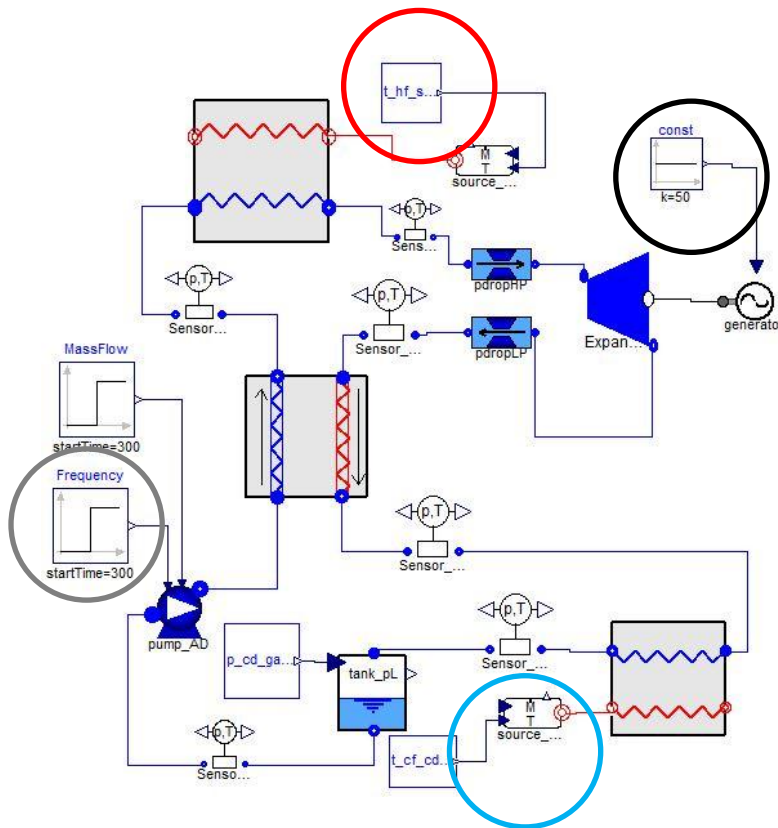 t_hf_s...
M
T
source_...
const
k=50
p,T
Sens...
pdropHP
p,T
Sensor...
p,T
Sensor_...
pdropLP
Expan...
generato
MassFlow
startTime=300
Frequency
startTime=300
p,T
Sensor_...
pump_AD
p_cd_ga...
tank_pL
p,T
Sensor_...
M
T
source_...
p,T
Senso...
t_cf_cd...